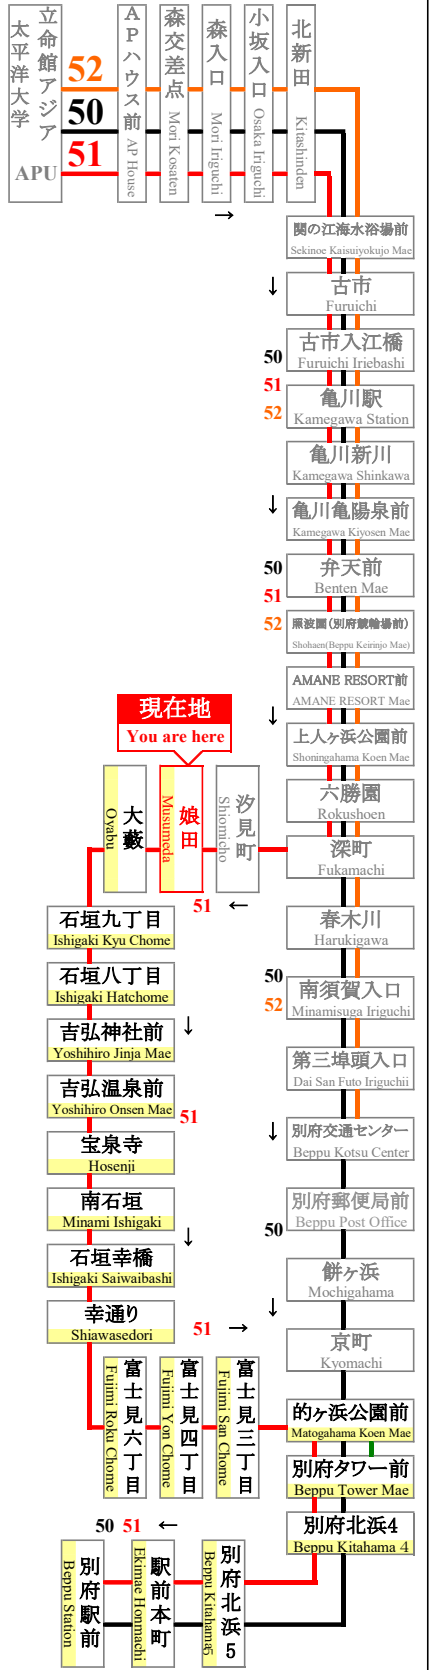 立命館アジア
太平洋大学
APU
52
50
51
APハウス前
AP House
森交差点
Mori Kosaten
森入口
Mori Iriguchi
小坂入口
Osaka Iriguchi
北新田
Kitashinden
→
関の江海水浴場前
Sekinoe Kaisuiyokujo Mae
↓
古市
Furuichi
古市入江橋
Furuichi Iriebashi
50
51
52
亀川駅
Kamegawa Station
亀川新川
Kamegawa Shinkawa
↓
亀川亀陽泉前
Kamegawa Kiyosen Mae
50
51
52
弁天前
Benten Mae
照波園(別府競輪場前)
Shohaen(Beppu Keirinjo Mae)
AMANE RESORT前
AMANE RESORT Mae
↓
上人ヶ浜公園前
Shoningahama Koen Mae
六勝園
Rokushoen
深町
Fukamachi
現在地
You are here
汐見町
Shiomicho
娘田
Musumeda
大藪
Oyabu
51 ←
春木川
Harukigawa
50
52
南須賀入口
Minamisuga Iriguchi
第三埠頭入口
Dai San Futo Iriguchii
↓
別府交通センター
Beppu Kotsu Center
別府郵便局前
Beppu Post Office
50
餅ヶ浜
Mochigahama
↓
京町
Kyomachi
石垣九丁目
Ishigaki Kyu Chome
石垣八丁目
Ishigaki Hatchome
吉弘神社前
Yoshihiro Jinja Mae
↓
吉弘温泉前
Yoshihiro Onsen Mae
51
宝泉寺
Hosenji
南石垣
Minami Ishigaki
↓
石垣幸橋
Ishigaki Saiwaibashi
幸通り
Shiawasedori
51 →
富士見六丁目
Fujimi Roku Chome
富士見四丁目
Fujimi Yon Chome
富士見三丁目
Fujimi San Chome
的ヶ浜公園前
Matogahama Koen Mae
別府タワー前
Beppu Tower Mae
別府北浜4
Beppu Kitahama 4
50 51 ←
別府北浜5
Beppu Kitahama5
駅前本町
Ekimae Honmachi
別府駅前
Beppu Station